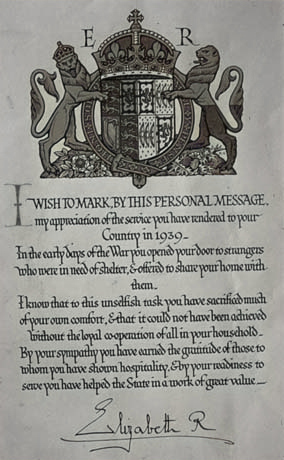 E R
I WISH TO MARK, BY THIS PERSONAL MESSAGE,
my appreciation of the service you have rendered to your
Country in 1939_
In the early days of the War you opened your door to strangers
who were in need of shelter, & offered to share your home with
them_
I know that to this unselfish task you have sacrificed much
of your own comfort, & that it could not have been achieved
without the loyal co-operation of all in your household_
By your sympathy you have earned the gratitude of those to
whom you have shown hospitality, & by your readiness to
serve you have helped the State in a work of great value_
Elizabeth R